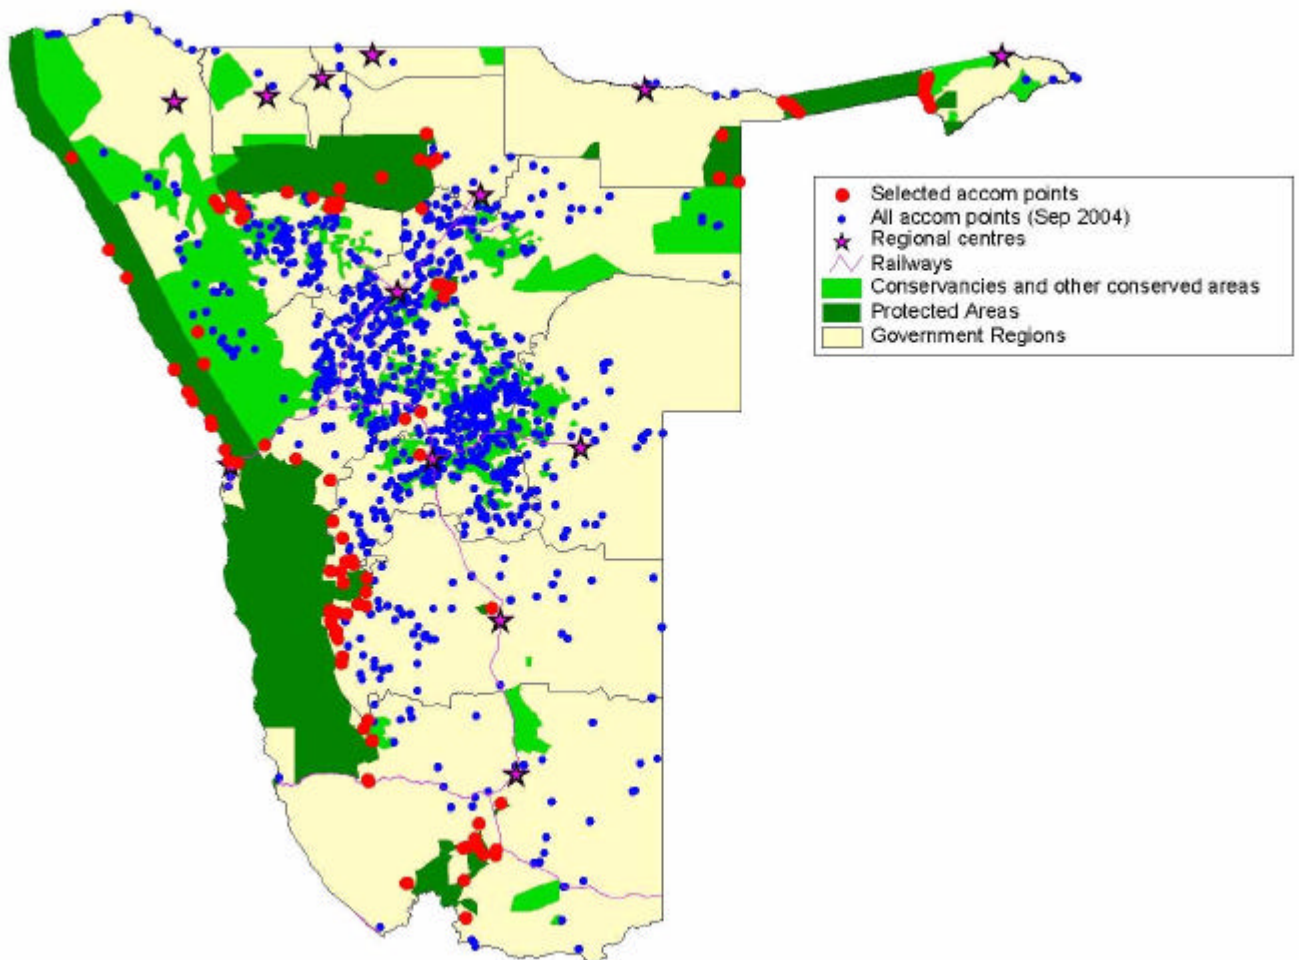 Selected accom points
All accom points (Sep 2004)
Regional centres
Railways
Conservancies and other conserved areas
Protected Areas
Government Regions